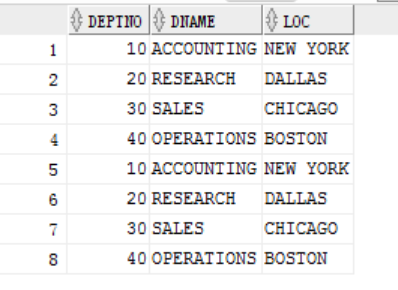 DEPTNO DNAME LOC
1 10 ACCOUNTING NEW YORK
2 20 RESEARCH DALLAS
3 30 SALES CHICAGO
4 40 OPERATIONS BOSTON
5 10 ACCOUNTING NEW YORK
6 20 RESEARCH DALLAS
7 30 SALES CHICAGO
8 40 OPERATIONS BOSTON